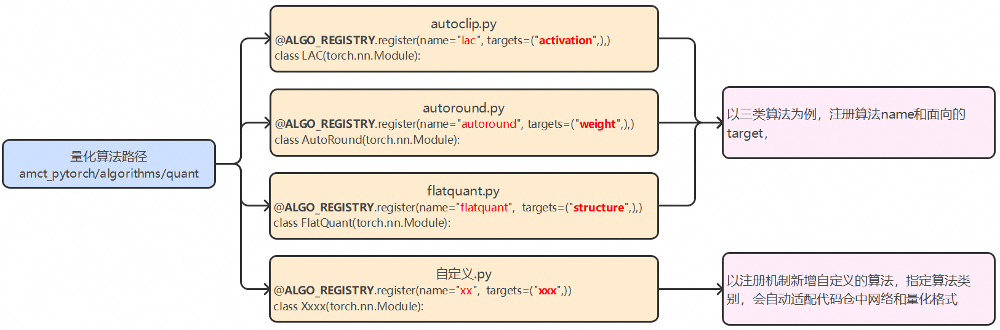 autoclip.py
@ALGO_REGISTRY.register(name="lac", targets=("activation",),)
class LAC(torch.nn.Module):
autoround.py
@ALGO_REGISTRY.register(name="autoround", targets=("weight",),)
class AutoRound(torch.nn.Module):
以三类算法为例，注册算法name和面向的
target，
量化算法路径
amct_pytorch/algorithms/quant
flatquant.py
@ALGO_REGISTRY.register(name="flatquant", targets=("structure",),)
class FlatQuant(torch.nn.Module):
自定义.py
@ALGO_REGISTRY.register(name="xx", targets=("xxx",))
class Xxxx(torch.nn.Module):
以注册机制新增自定义的算法，指定算法类
别，会自动适配代码仓中网络和量化格式